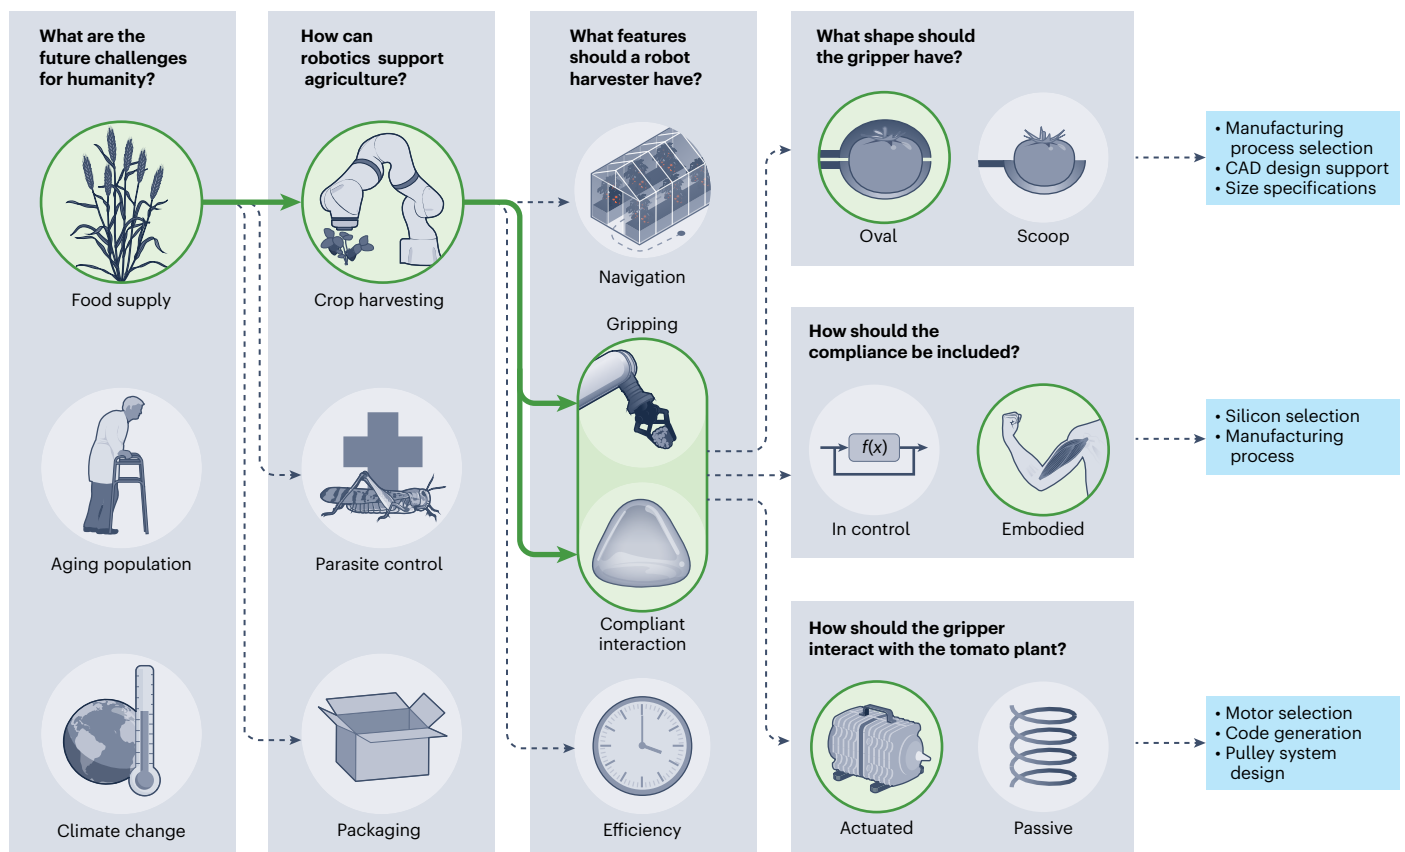 What are the
future challenges
for humanity?
Food supply
Aging population
Climate change
How can
robotics support
agriculture?
Crop harvesting
Parasite control
Packaging
What features
should a robot
harvester have?
Navigation
Gripping
Compliant
interaction
Efficiency
What shape should
the gripper have?
Oval
Scoop
• Manufacturing
process selection
• CAD design support
• Size specifications
How should the
compliance be included?
f(x)
In control
Embodied
• Silicon selection
• Manufacturing
process
How should the gripper
interact with the tomato plant?
Actuated
Passive
• Motor selection
• Code generation
• Pulley system
design